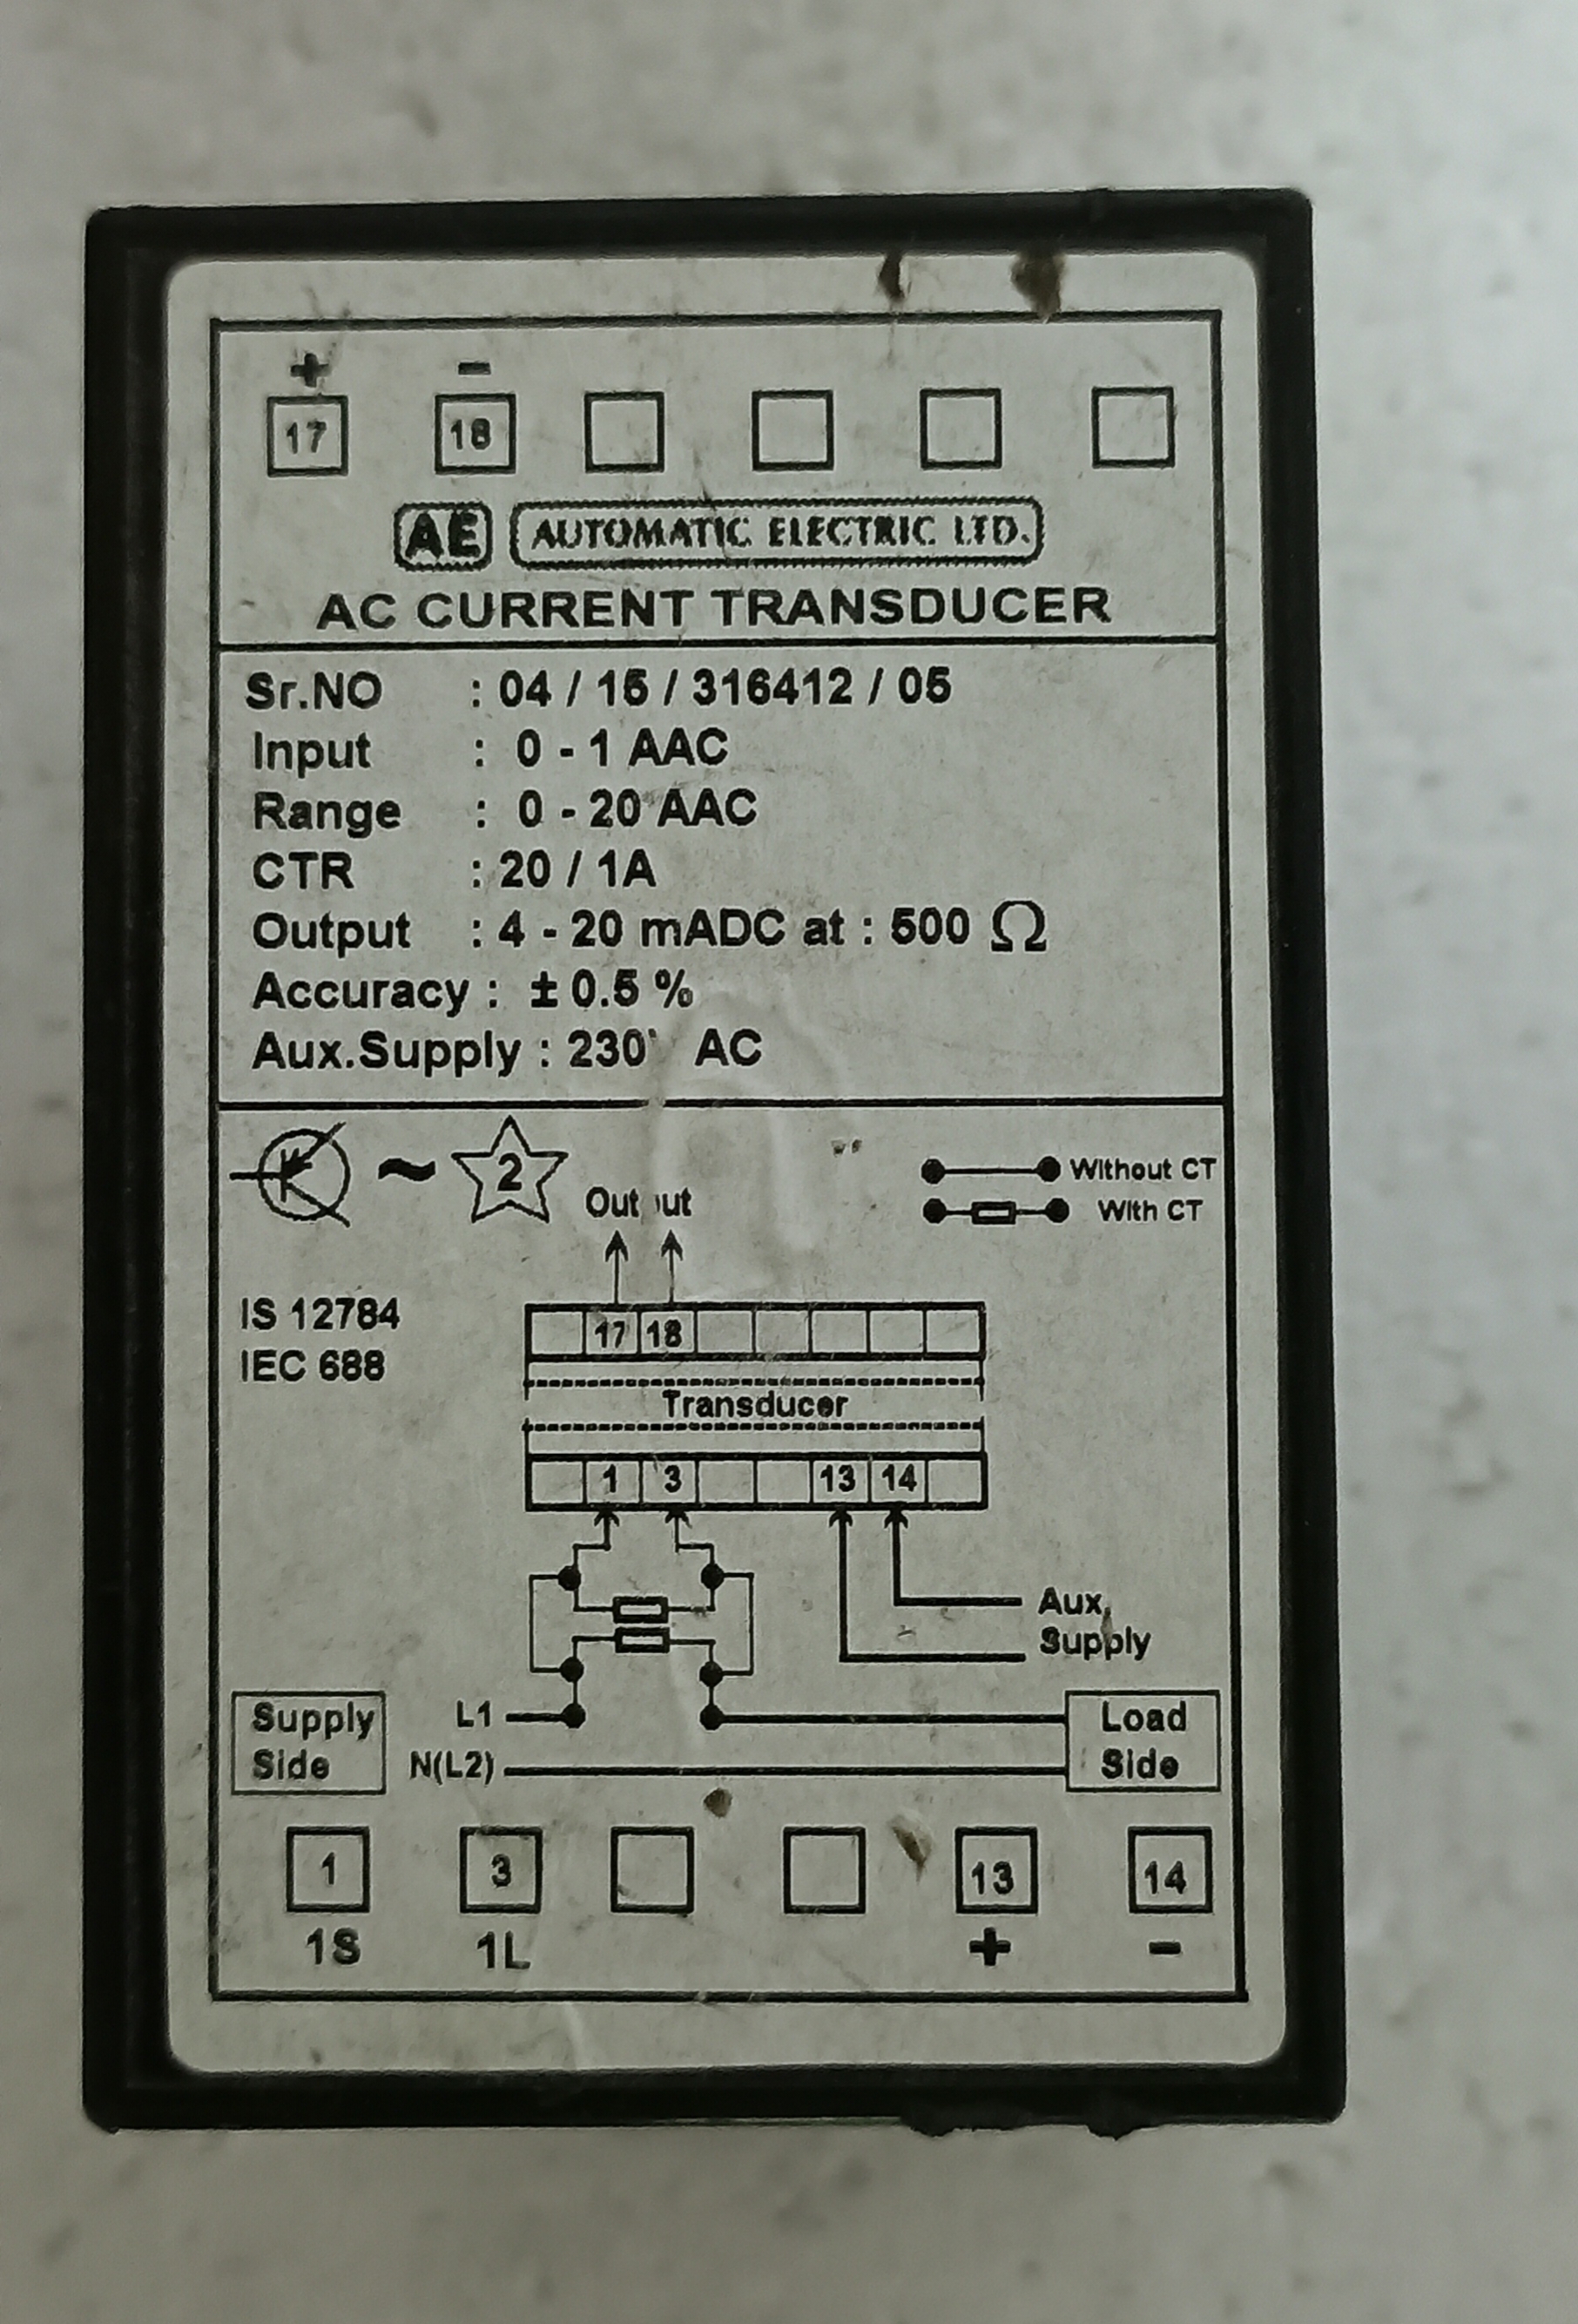 + -
17 18
AE AUTOMATIC ELECTRIC LTD.
AC CURRENT TRANSDUCER
Sr.NO : 04 / 15 / 316412 / 05
Input : 0 - 1 AAC
Range : 0 - 20 AAC
CTR : 20 / 1A
Output : 4 - 20 mADC at : 500 Ω
Accuracy : ± 0.5 %
Aux.Supply : 230 AC
~ 2
Without CT
With CT
Output
IS 12784
IEC 688
17 18
Transducer
1 3 13 14
Aux.
Supply
Supply
Side
L1
N(L2)
Load
Side
1 3 13 14
1S 1L + -